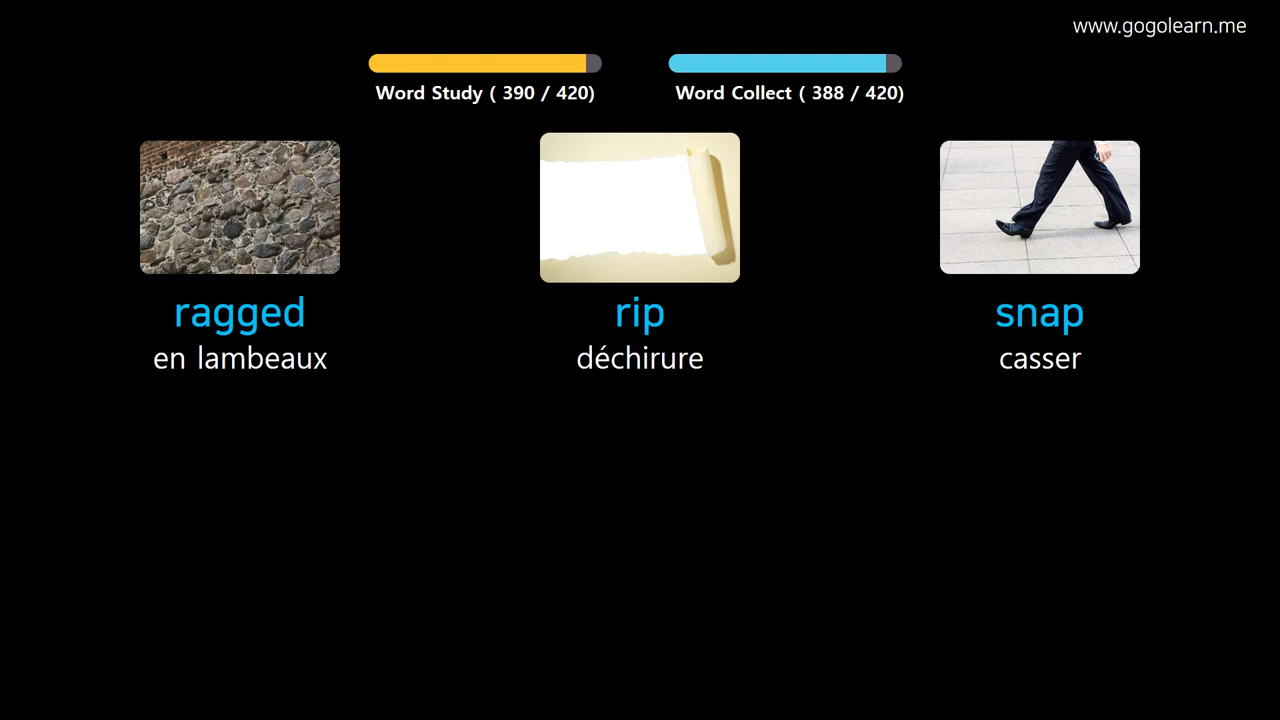 www.gogolearn.me
Word Study ( 390 / 420)
Word Collect ( 388 / 420)
ragged
en lambeaux
rip
déchirure
snap
casser